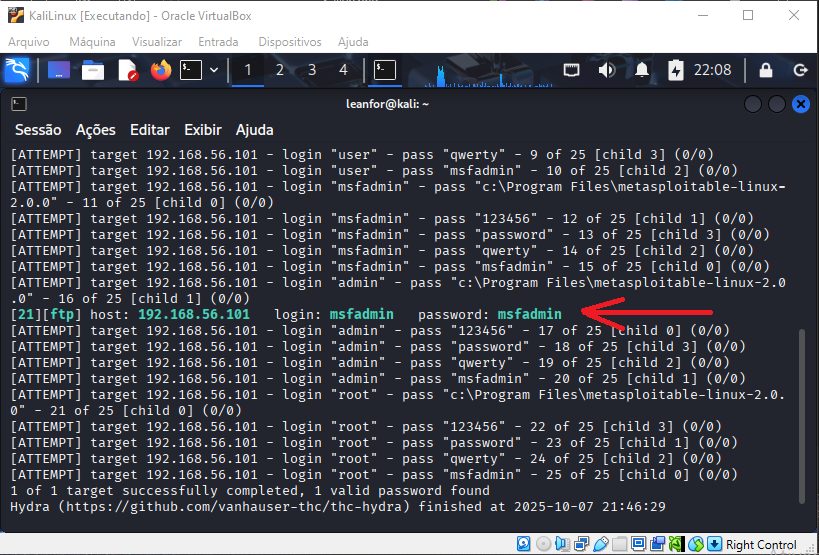 KaliLinux [Executando] - Oracle VirtualBox
Arquivo Máquina Visualizar Entrada Dispositivos Ajuda
1 2 3 4 22:08
leanfor@kali: ~
Sessão Ações Editar Exibir Ajuda
[ATTEMPT] target 192.168.56.101 - login "user" - pass "qwerty" - 9 of 25 [child 3] (0/0)
[ATTEMPT] target 192.168.56.101 - login "user" - pass "msfadmin" - 10 of 25 [child 2] (0/0)
[ATTEMPT] target 192.168.56.101 - login "msfadmin" - pass "c:\Program Files\metasploitable-linux-
2.0.0" - 11 of 25 [child 0] (0/0)
[ATTEMPT] target 192.168.56.101 - login "msfadmin" - pass "123456" - 12 of 25 [child 1] (0/0)
[ATTEMPT] target 192.168.56.101 - login "msfadmin" - pass "password" - 13 of 25 [child 3] (0/0)
[ATTEMPT] target 192.168.56.101 - login "msfadmin" - pass "qwerty" - 14 of 25 [child 2] (0/0)
[ATTEMPT] target 192.168.56.101 - login "msfadmin" - pass "msfadmin" - 15 of 25 [child 0] (0/0)
[ATTEMPT] target 192.168.56.101 - login "admin" - pass "c:\Program Files\metasploitable-linux-2.0
.0" - 16 of 25 [child 1] (0/0)
[21][ftp] host: 192.168.56.101 login: msfadmin password: msfadmin
[ATTEMPT] target 192.168.56.101 - login "admin" - pass "123456" - 17 of 25 [child 0] (0/0)
[ATTEMPT] target 192.168.56.101 - login "admin" - pass "password" - 18 of 25 [child 3] (0/0)
[ATTEMPT] target 192.168.56.101 - login "admin" - pass "qwerty" - 19 of 25 [child 2] (0/0)
[ATTEMPT] target 192.168.56.101 - login "admin" - pass "msfadmin" - 20 of 25 [child 1] (0/0)
[ATTEMPT] target 192.168.56.101 - login "root" - pass "c:\Program Files\metasploitable-linux-2.0.
0" - 21 of 25 [child 0] (0/0)
[ATTEMPT] target 192.168.56.101 - login "root" - pass "123456" - 22 of 25 [child 3] (0/0)
[ATTEMPT] target 192.168.56.101 - login "root" - pass "password" - 23 of 25 [child 1] (0/0)
[ATTEMPT] target 192.168.56.101 - login "root" - pass "qwerty" - 24 of 25 [child 2] (0/0)
[ATTEMPT] target 192.168.56.101 - login "root" - pass "msfadmin" - 25 of 25 [child 0] (0/0)
1 of 1 target successfully completed, 1 valid password found
Hydra (https://github.com/vanhauser-thc/thc-hydra) finished at 2025-10-07 21:46:29
Right Control